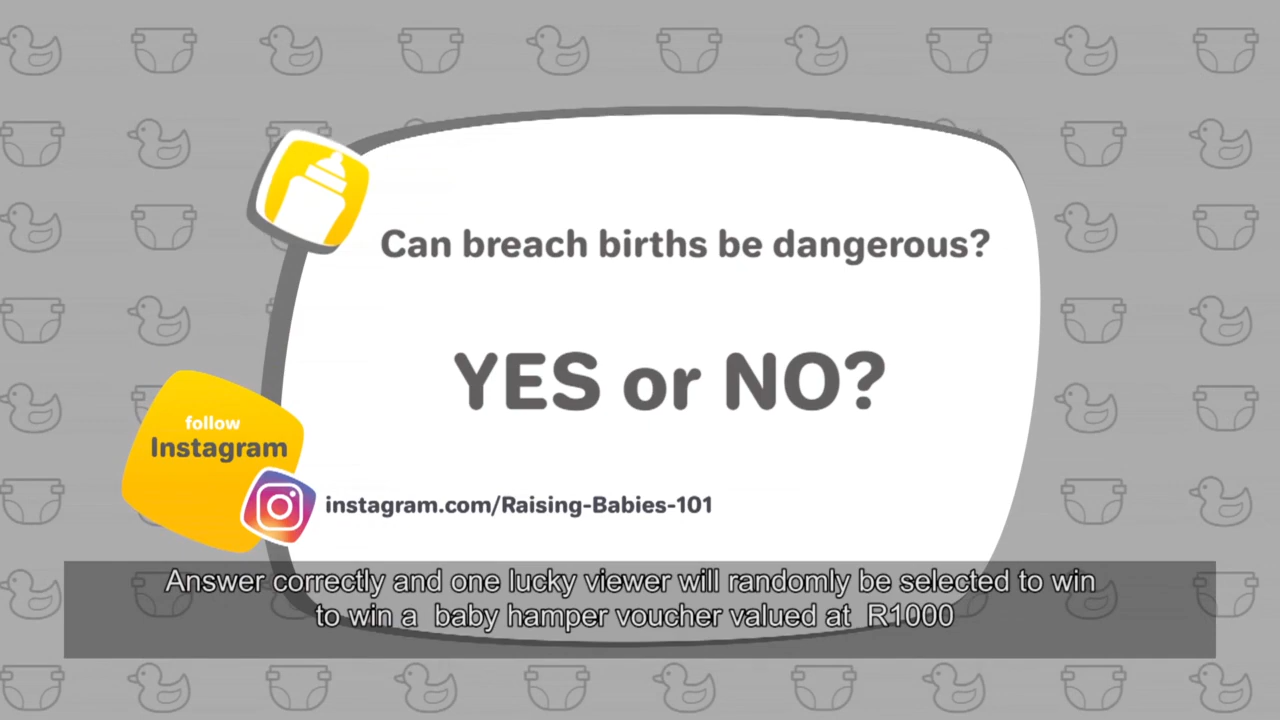 Can breach births be dangerous?
YES or NO?
follow
Instagram
instagram.com/Raising-Babies-101
Answer correctly and one lucky viewer will randomly be selected to win
to win a baby hamper voucher valued at R1000